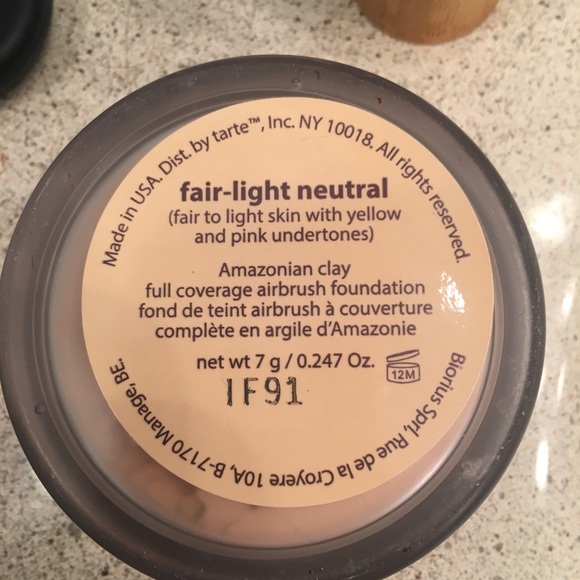 Made in USA. Dist. by tarte™, Inc. NY 10018. All rights reserved.
fair-light neutral
(fair to light skin with yellow
and pink undertones)
Amazonian clay
full coverage airbrush foundation
fond de teint airbrush à couverture
complète en argile d'Amazonie
net wt 7 g / 0.247 Oz.
12M
IF91
Biorius Sprl, Rue de la Croyere 10A, B-7170 Manage, BE.